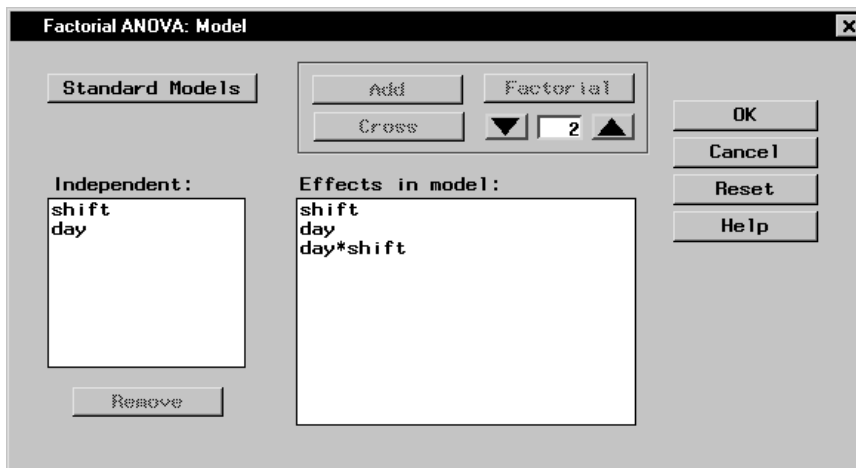 Factorial ANOVA: Model
Standard Models
Add
Factorial
Cross
2
OK
Cancel
Reset
Help
Independent:
shift
day
Effects in model:
shift
day
day*shift
Remove